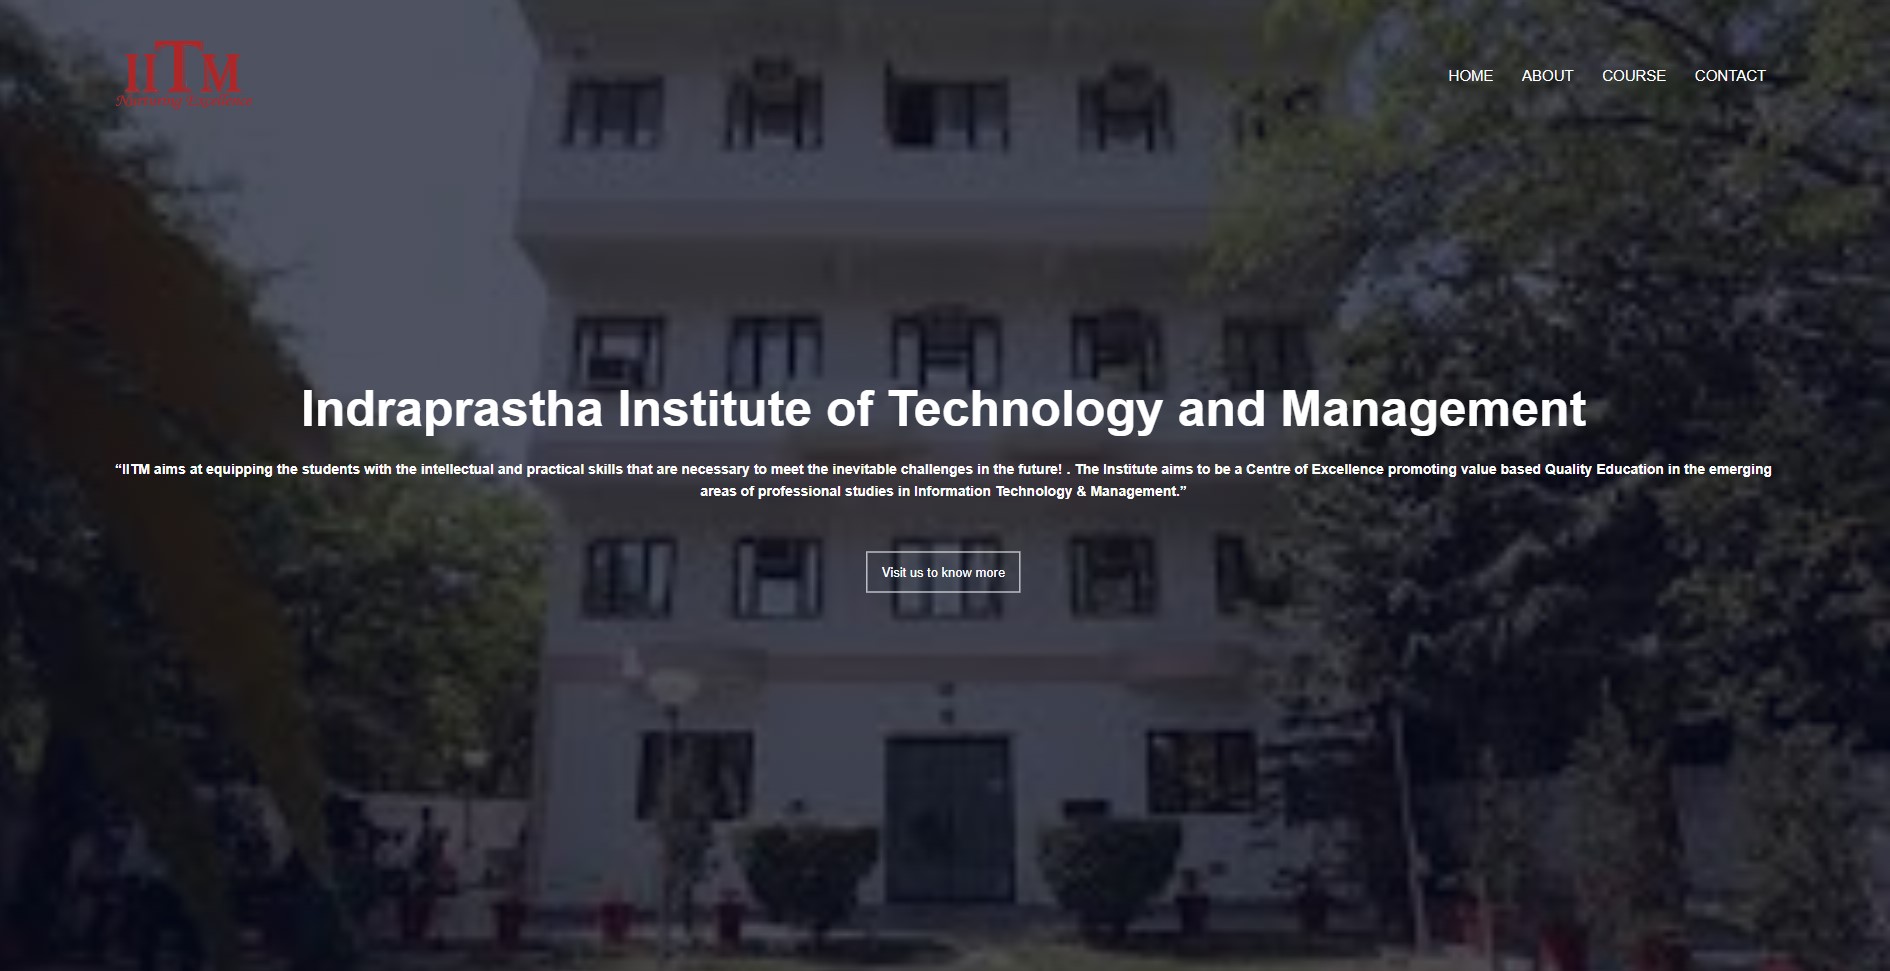 IITM
Nurturing Excellence
HOME ABOUT COURSE CONTACT
Indraprastha Institute of Technology and Management
“IITM aims at equipping the students with the intellectual and practical skills that are necessary to meet the inevitable challenges in the future! . The Institute aims to be a Centre of Excellence promoting value based Quality Education in the emerging
areas of professional studies in Information Technology & Management.”
Visit us to know more